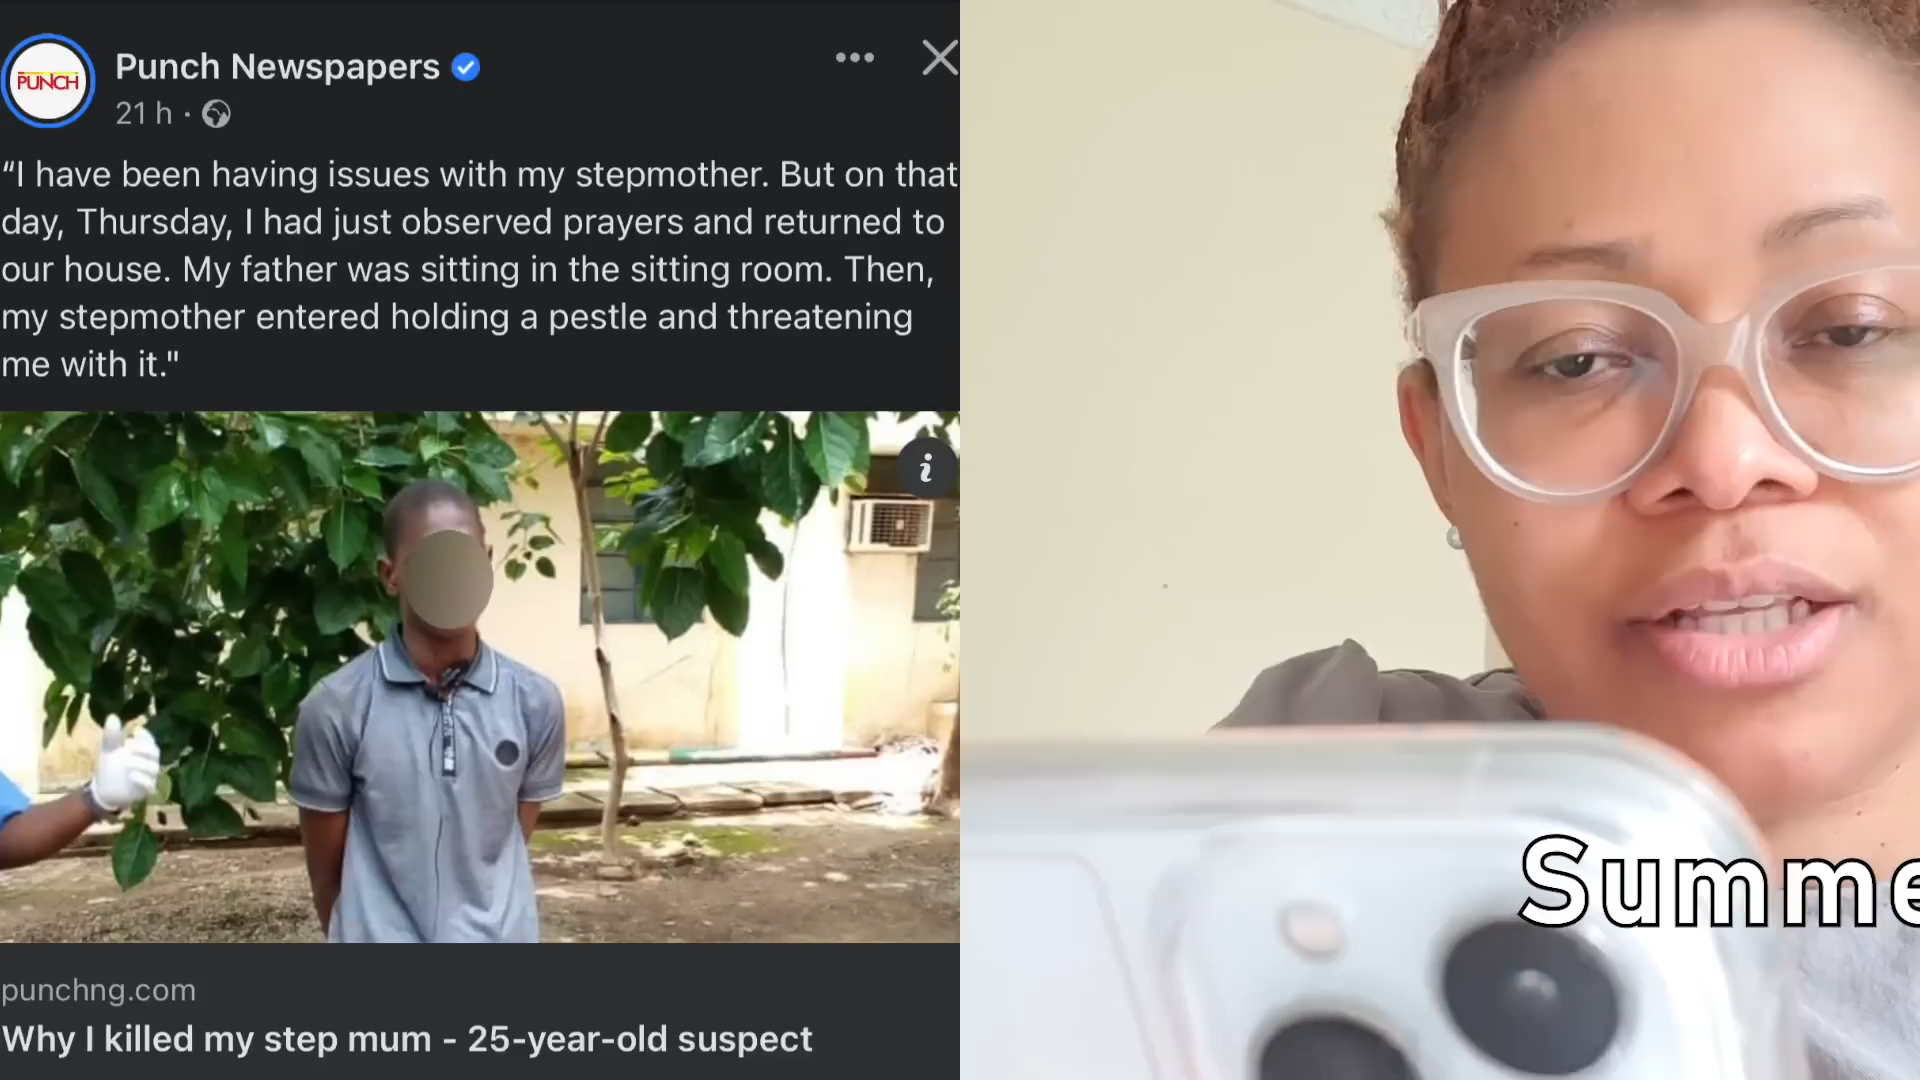 Punch Newspapers
PUNCH
21 h ·
“I have been having issues with my stepmother. But on that
day, Thursday, I had just observed prayers and returned to
our house. My father was sitting in the sitting room. Then,
my stepmother entered holding a pestle and threatening
me with it."
i
punchng.com
Why I killed my step mum - 25-year-old suspect
Summe